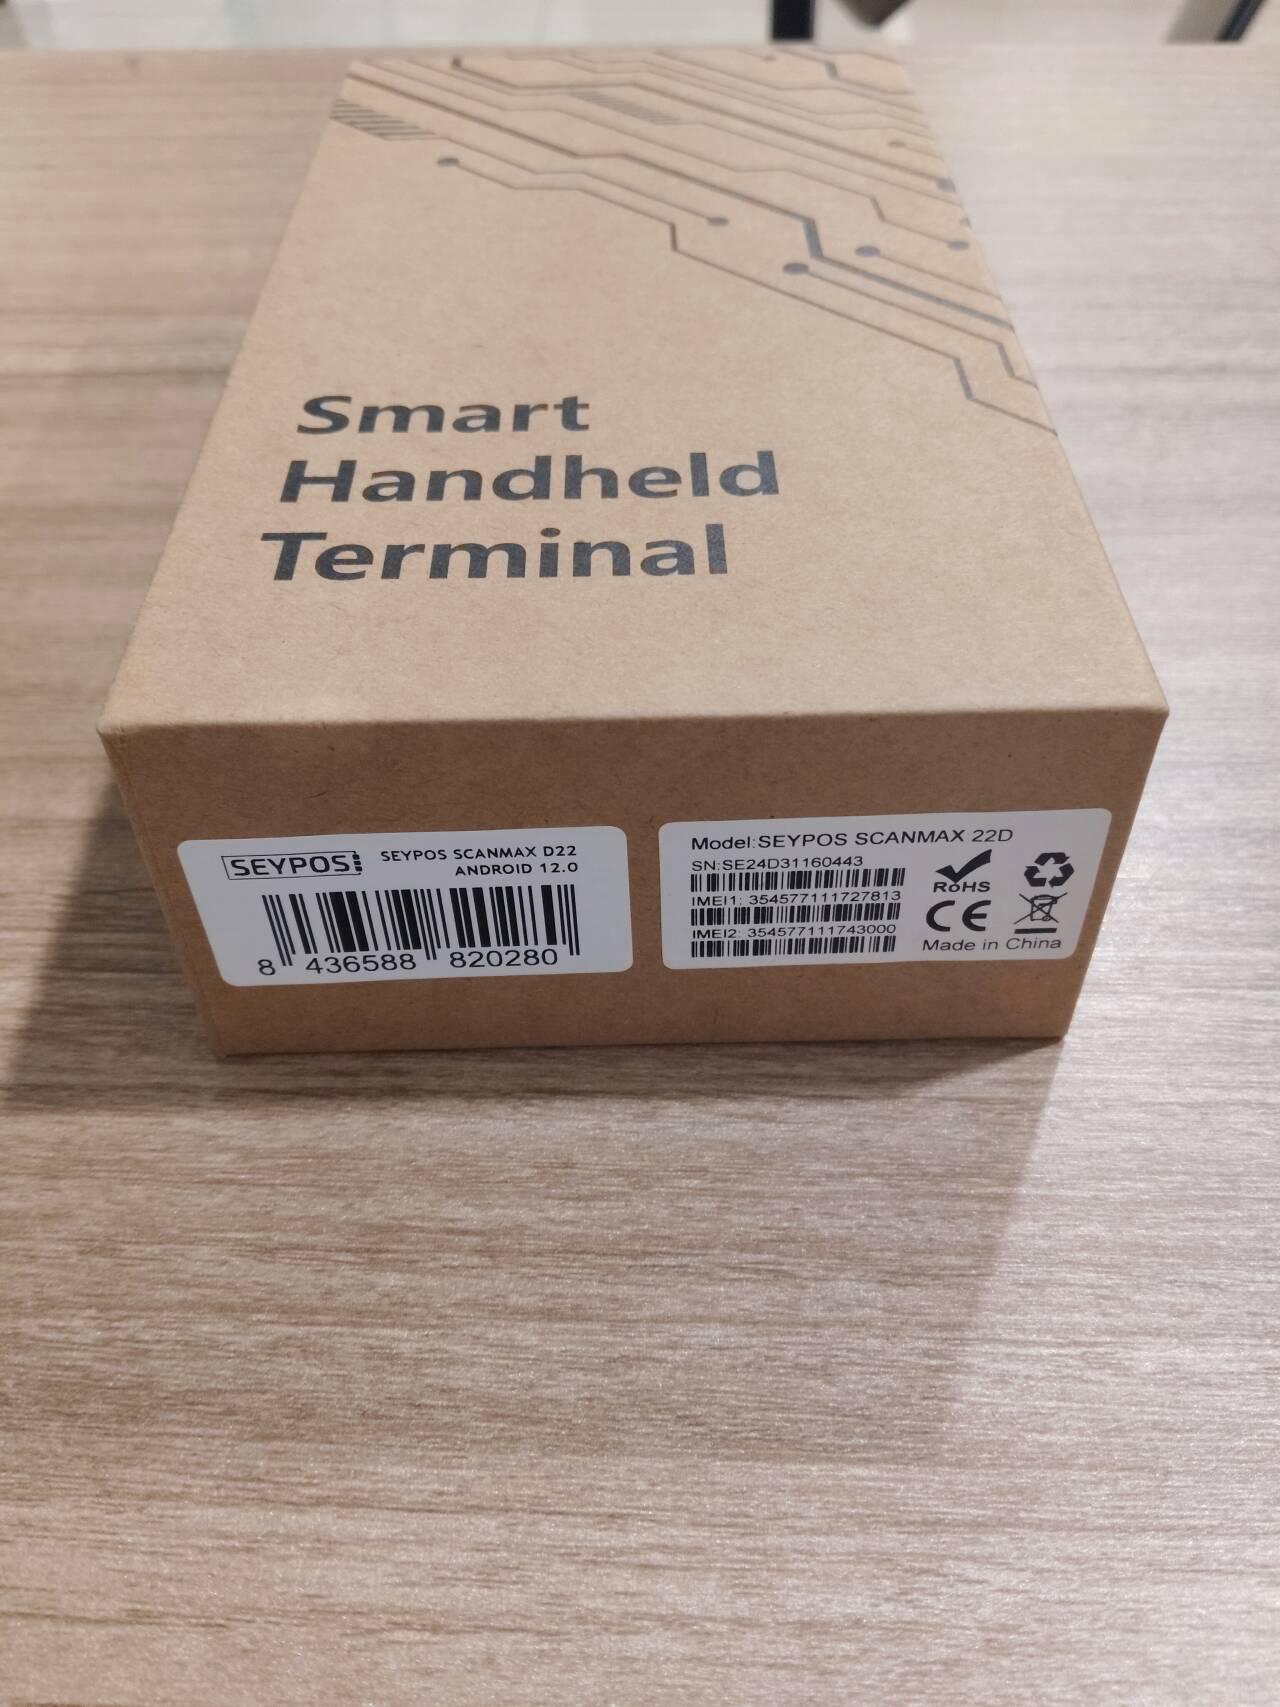 Smart
Handheld
Terminal
SEYPOS
SEYPOS SCANMAX D22
ANDROID 12.0
8 436588 820280
Model:SEYPOS SCANMAX 22D
SN:SE24D31160443
IMEI1: 354577111727813
IMEI2: 354577111743000
RoHS
CE
Made in China